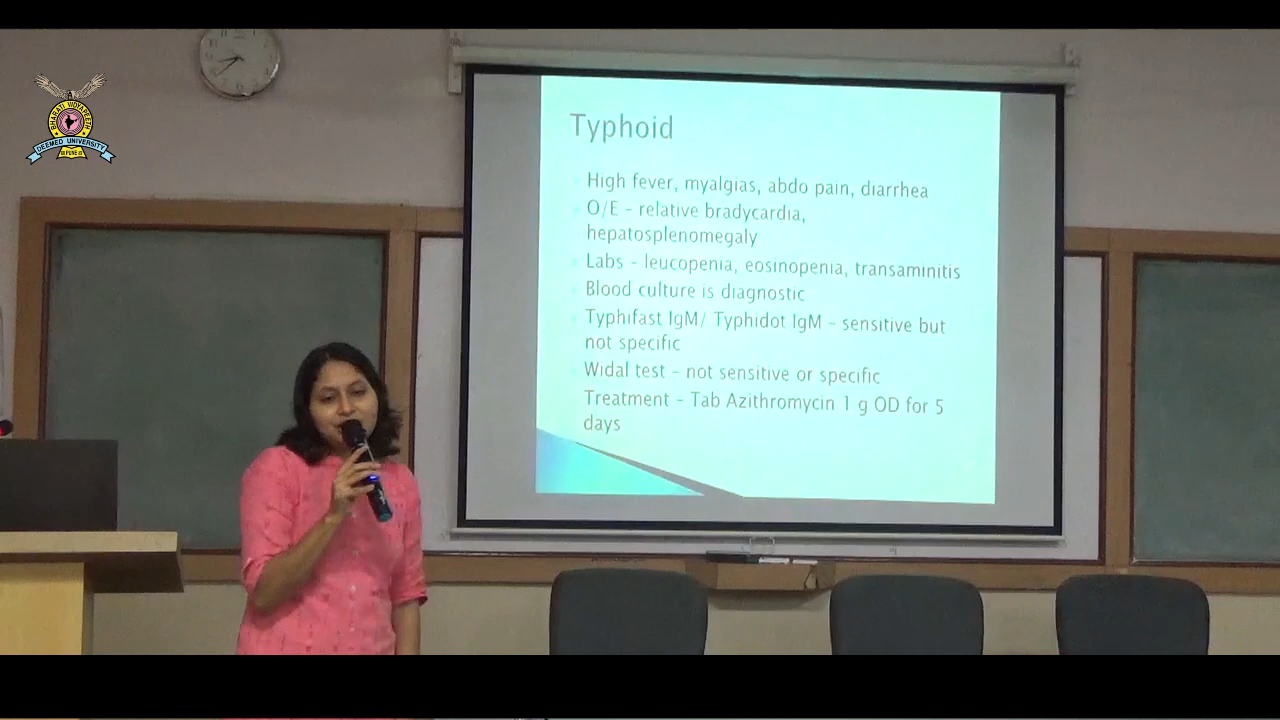 BHARATI VIDYAPEETH
DEEMED UNIVERSITY
Typhoid
High fever, myalgias, abdo pain, diarrhea
O/E - relative bradycardia,
hepatosplenomegaly
Labs - leucopenia, eosinopenia, transaminitis
Blood culture is diagnostic
Typhifast IgM/ Typhidot IgM - sensitive but
not specific
Widal test - not sensitive or specific
Treatment - Tab Azithromycin 1 g OD for 5
days